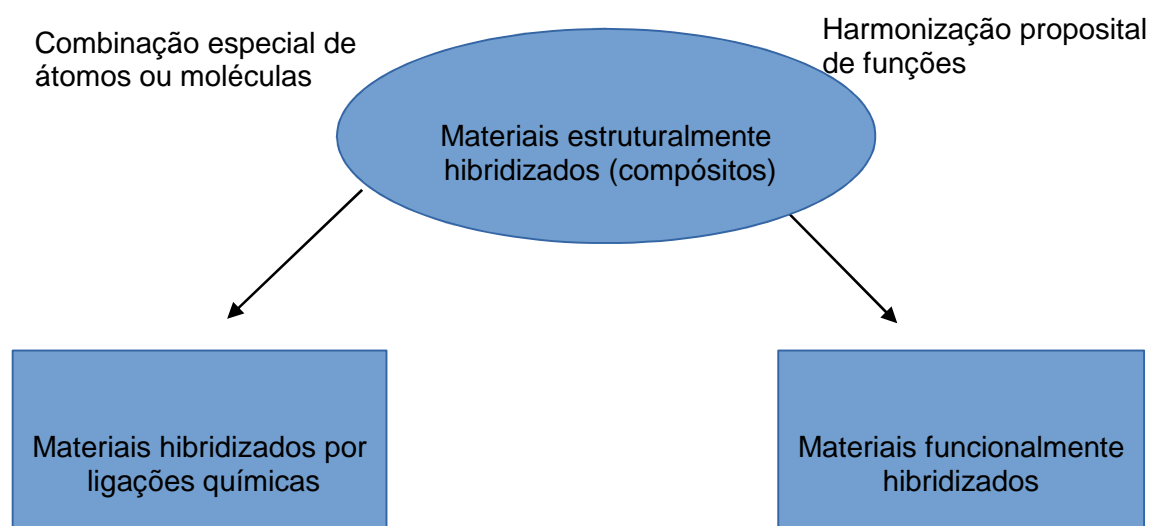 Combinação especial de
átomos ou moléculas
Harmonização proposital
de funções
Materiais estruturalmente
hibridizados (compósitos)
Materiais hibridizados por
ligações químicas
Materiais funcionalmente
hibridizados